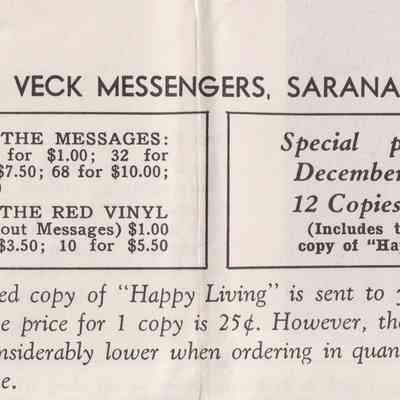 VECK MESSENGERS, SARANA
THE MESSAGES:
for $1.00; 32 for
$7.50; 68 for $10.00;
THE RED VINYL
out Messages) $1.00
$3.50; 10 for $5.50
Special p
December
12 Copies
(Includes t
copy of "Ha
ed copy of "Happy Living" is sent to y
e price for 1 copy is 25¢. However, the
nsiderably lower when ordering in quan
e.